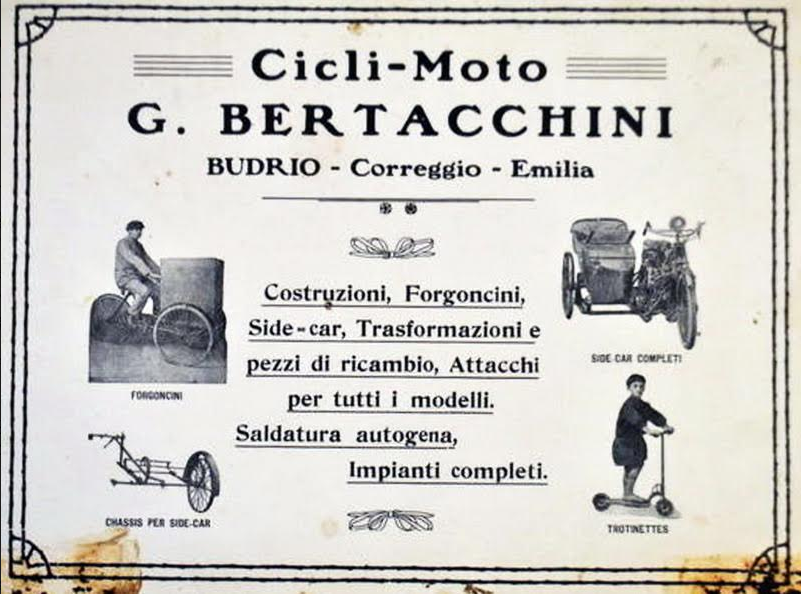 Cicli-Moto
G. BERTACCHINI
BUDRIO - Correggio - Emilia
Costruzioni, Forgoncini,
Side-car, Trasformazioni e
pezzi di ricambio, Attacchi
per tutti i modelli.
Saldatura autogena,
Impianti completi.
FORGONCINI
SIDE-CAR COMPLETI
CHASSIS PER SIDE-CAR
TROTINETTES